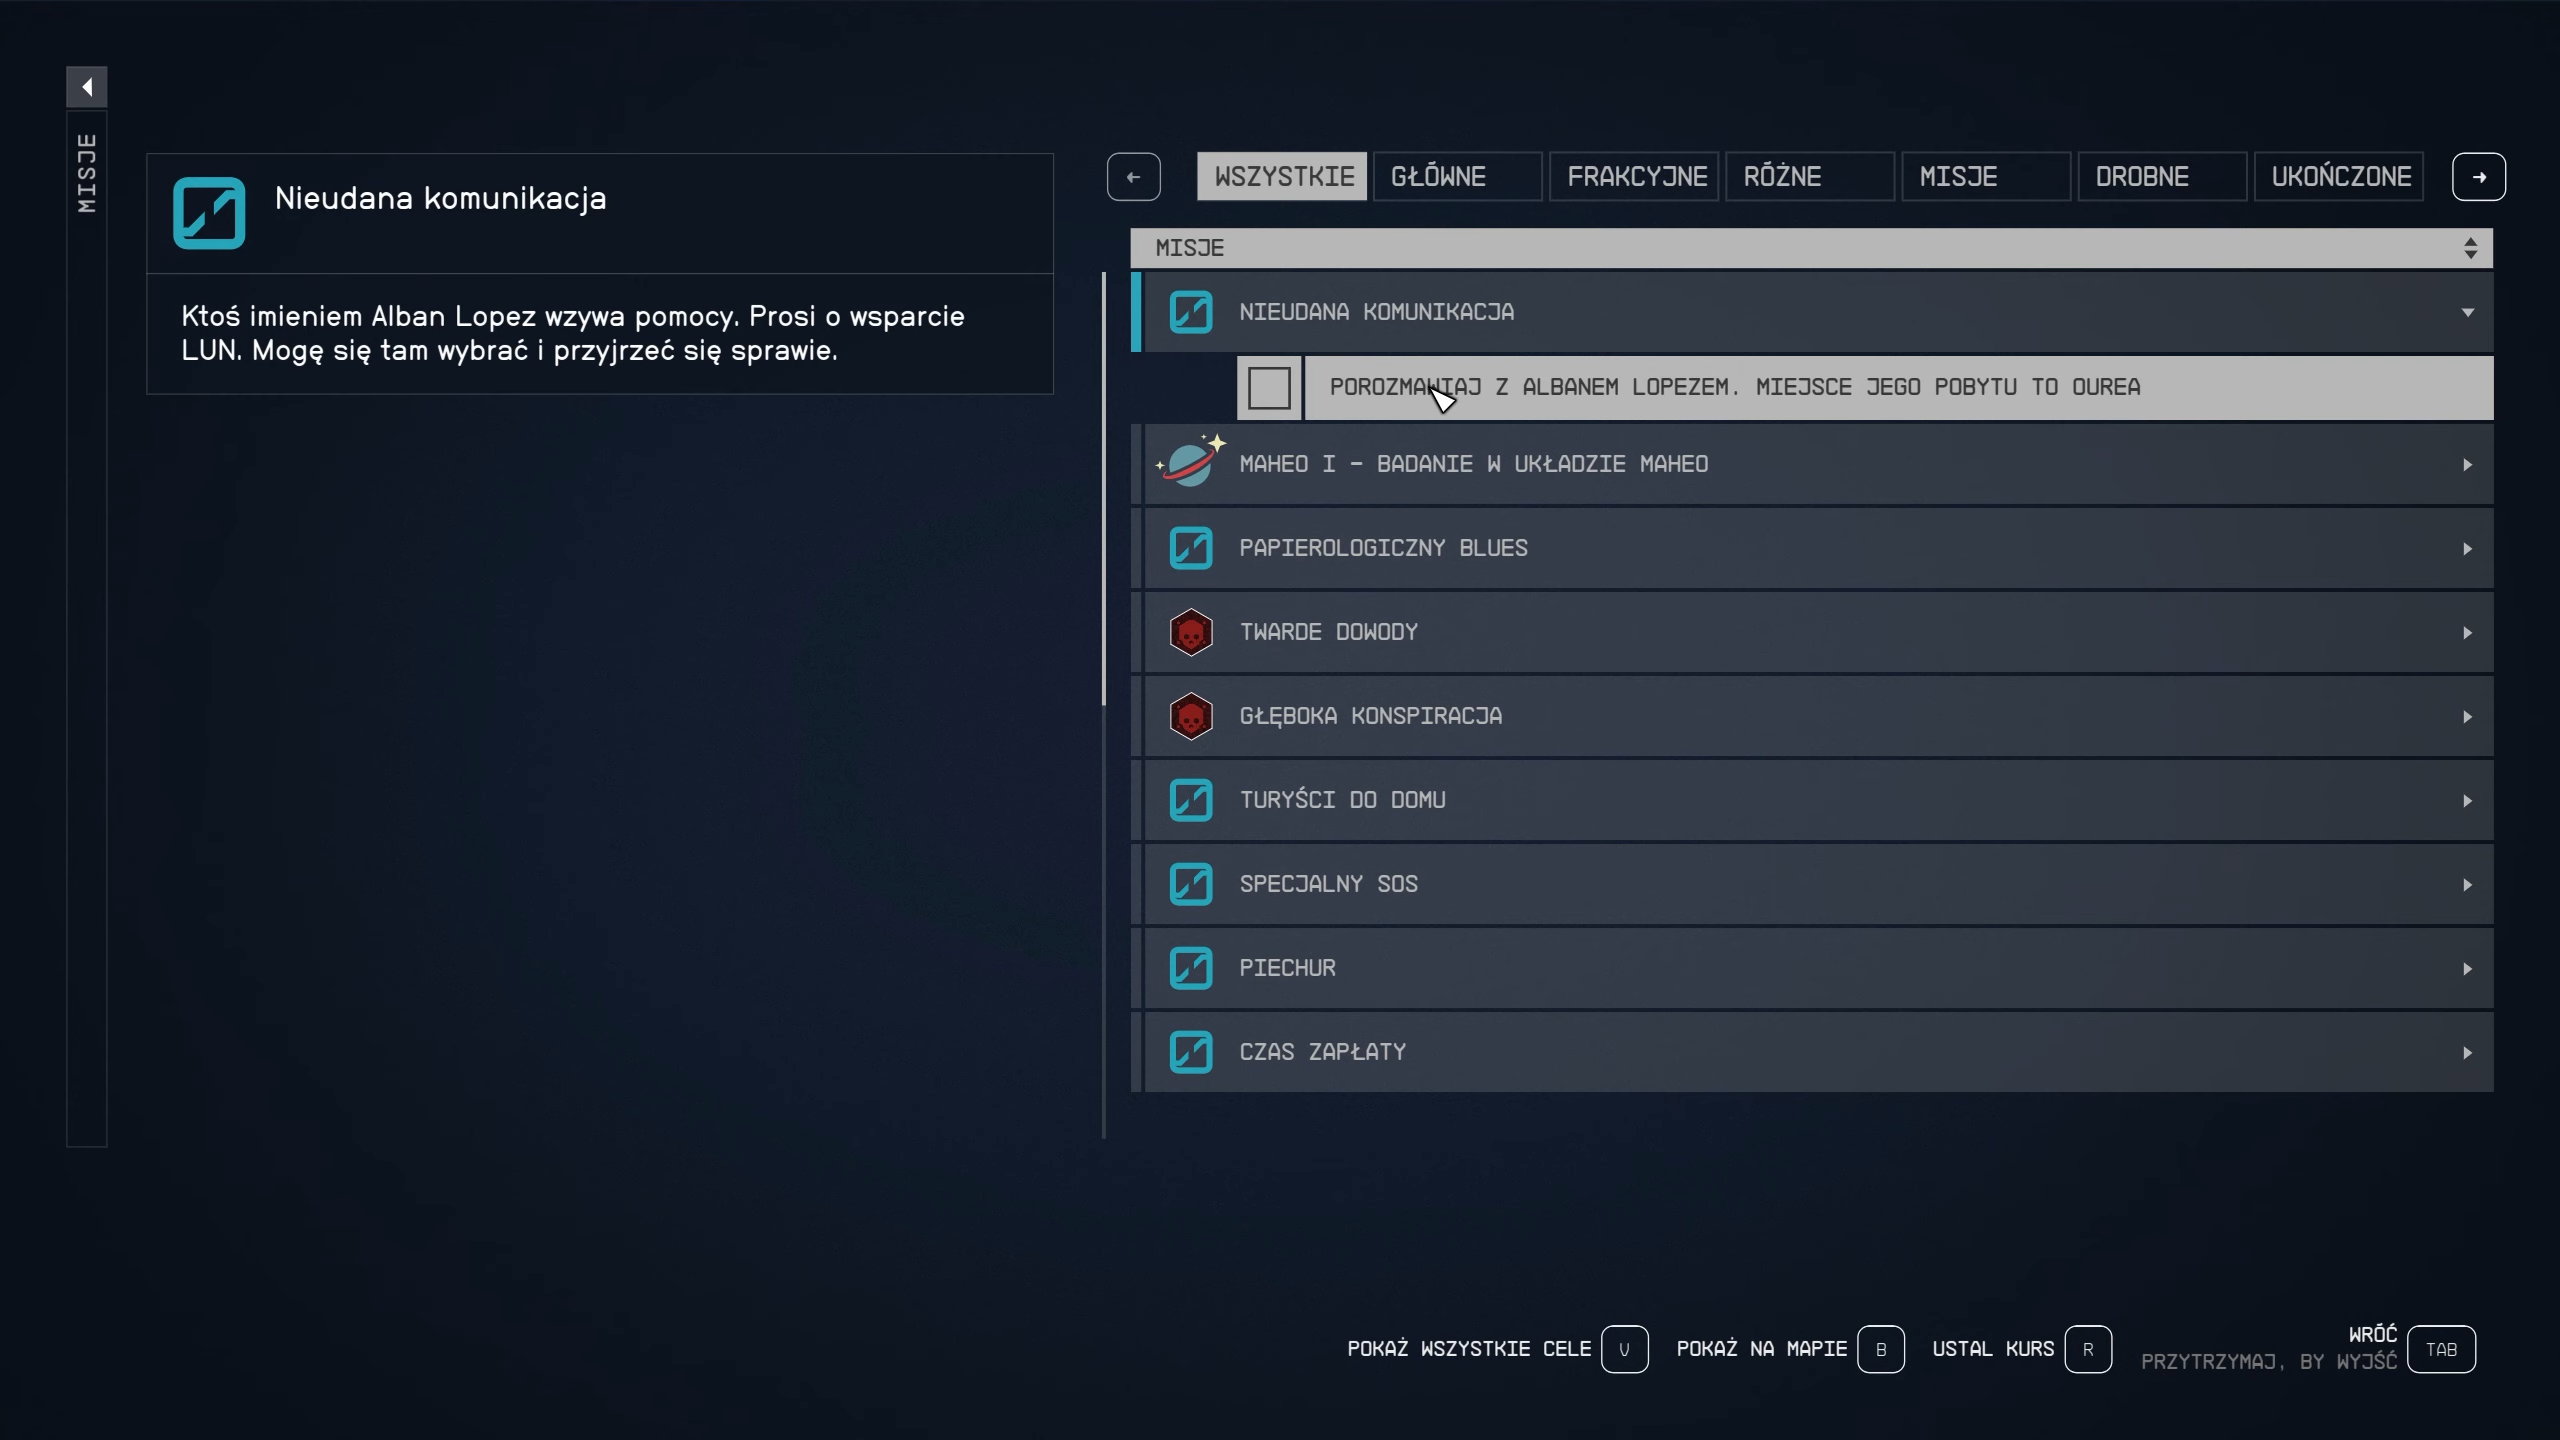 MISJE
Nieudana komunikacja
Ktoś imieniem Alban Lopez wzywa pomocy. Prosi o wsparcie
LUN. Mogę się tam wybrać i przyjrzeć się sprawie.
WSZYSTKIE GŁÓWNE FRAKCYJNE RÓŻNE MISJE DROBNE UKOŃCZONE
MISJE
NIEUDANA KOMUNIKACJA
POROZMAWIAJ Z ALBANEM LOPEZEM. MIEJSCE JEGO POBYTU TO OUREA
MAHEO I – BADANIE W UKŁADZIE MAHEO
PAPIEROLOGICZNY BLUES
TWARDE DOWODY
GŁĘBOKA KONSPIRACJA
TURYŚCI DO DOMU
SPECJALNY SOS
PIECHUR
CZAS ZAPŁATY
POKAŻ WSZYSTKIE CELE V POKAŻ NA MAPIE B USTAL KURS R WRÓĆ TAB
PRZYTRZYMAJ, BY WYJŚĆ